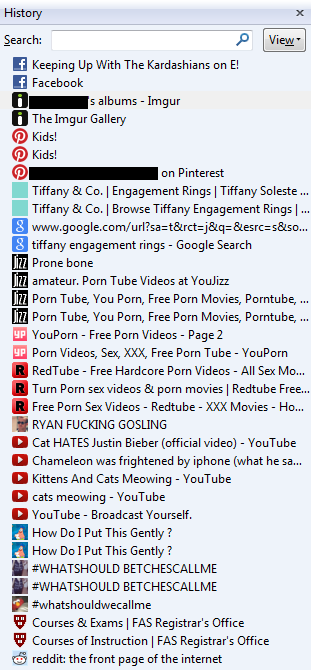 History
Search:
View
Keeping Up With The Kardashians on E!
Facebook
's albums - Imgur
The Imgur Gallery
Kids!
Kids!
on Pinterest
Tiffany & Co. | Engagement Rings | Tiffany Soleste ...
Tiffany & Co. | Browse Tiffany Engagement Rings | ...
www.google.com/url?sa=t&rct=j&q=&esrc=s&so...
tiffany engagement rings - Google Search
Jizz Prone bone
Jizz amateur. Porn Tube Videos at YouJizz
Jizz Porn Tube, You Porn, Free Porn Movies, Porntube, ...
Jizz Porn Tube, You Porn, Free Porn Movies, Porntube, ...
YP YouPorn - Free Porn Videos - Page 2
YP Porn Videos, Sex, XXX, Free Porn Tube - YouPorn
R RedTube - Free Hardcore Porn Videos - All Sex Mo...
R Turn Porn sex videos & porn movies | Redtube Free...
R Free Porn Sex Videos - Redtube - XXX Movies - Ho...
RYAN FUCKING GOSLING
Cat HATES Justin Bieber (official video) - YouTube
Chameleon was frightened by iphone (what he sa...
Kittens And Cats Meowing - YouTube
cats meowing - YouTube
YouTube - Broadcast Yourself.
How Do I Put This Gently ?
How Do I Put This Gently ?
#WHATSHOULD BETCHESCALLME
#WHATSHOULD BETCHESCALLME
#whatshouldwecallme
Courses & Exams | FAS Registrar's Office
Courses of Instruction | FAS Registrar's Office
reddit: the front page of the internet